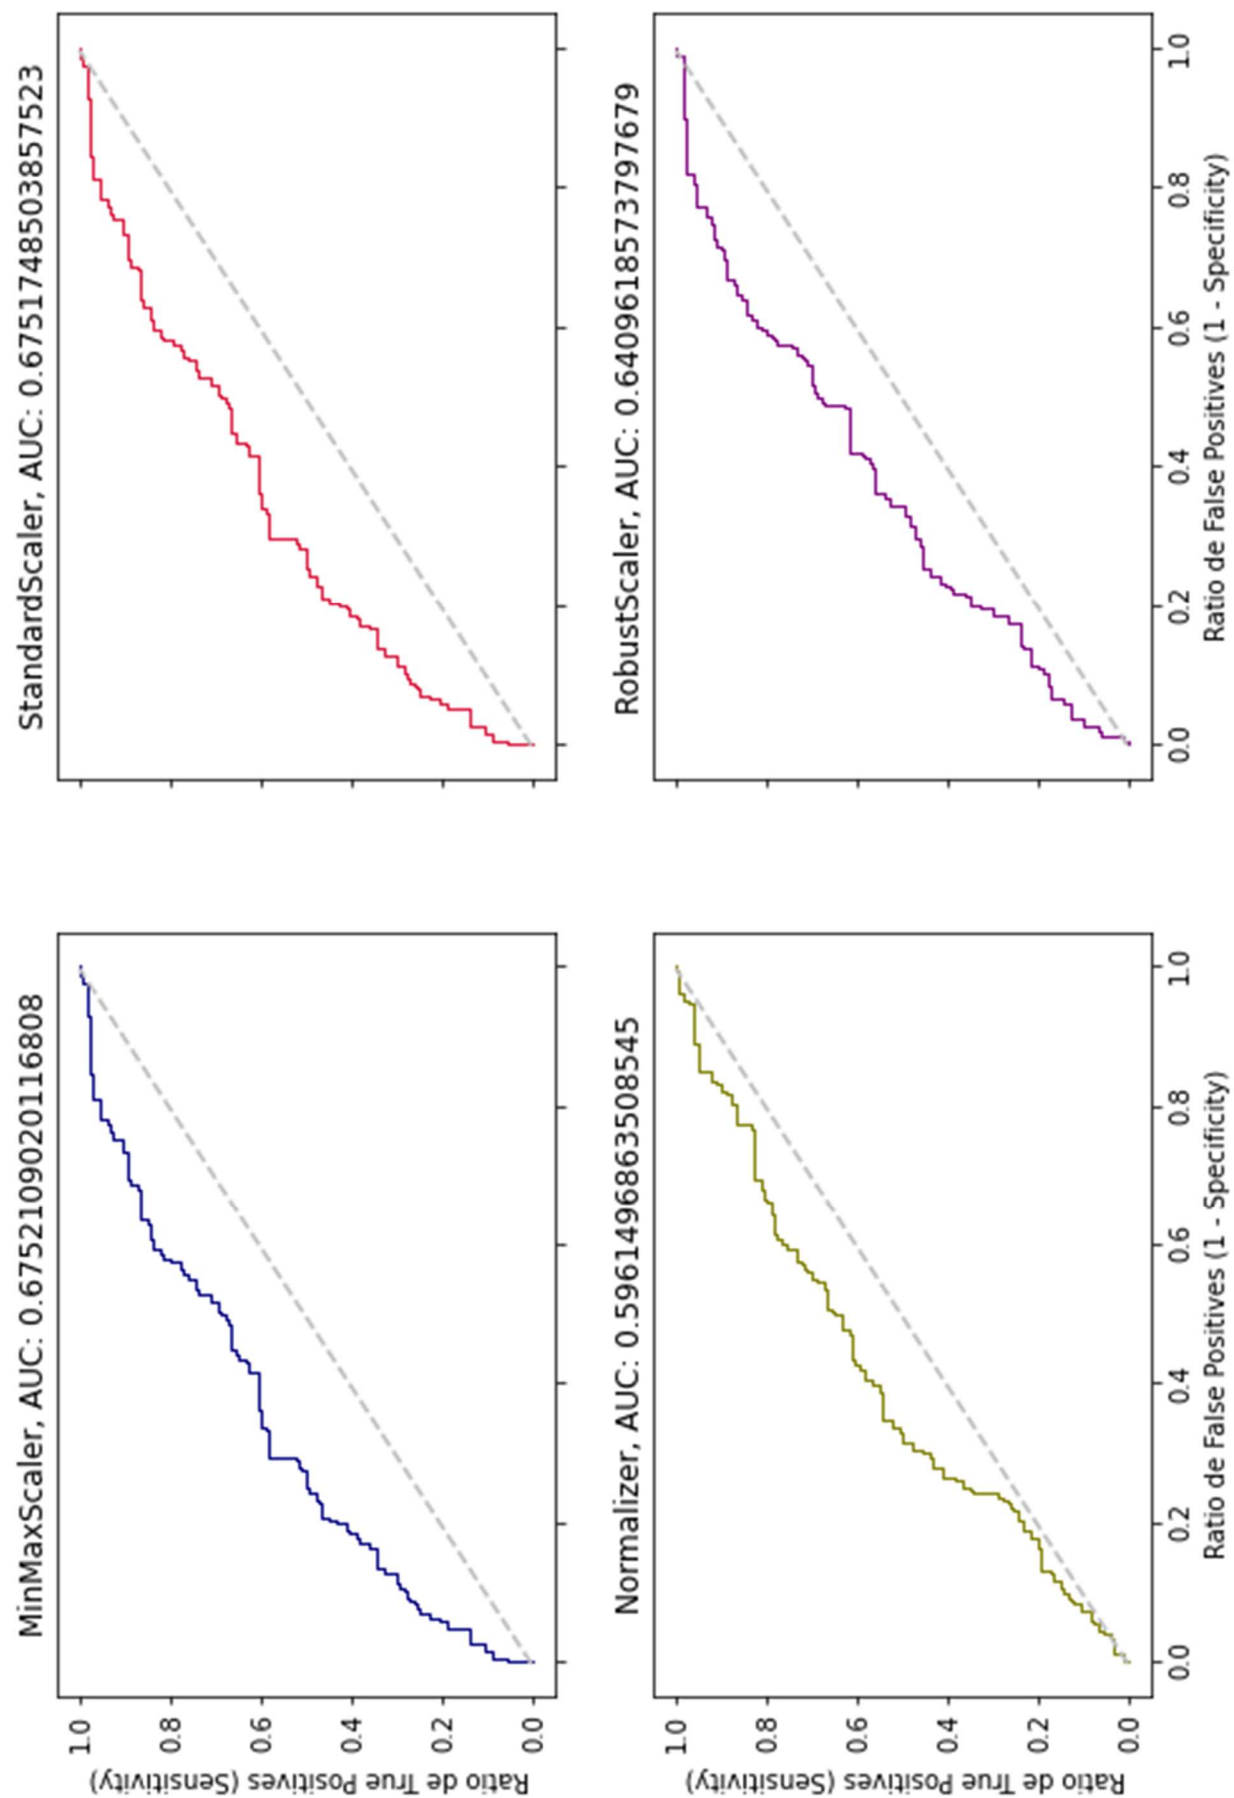 MinMaxScaler, AUC: 0.6752109020116808
StandardScaler, AUC: 0.6751748503857523
Ratio de True Positives (Sensitivity)
1.0
0.8
0.6
0.4
0.2
0.0
Normalizer, AUC: 0.5961496863508545
RobustScaler, AUC: 0.6409618573797679
Ratio de True Positives (Sensitivity)
1.0
0.8
0.6
0.4
0.2
0.0
0.0 0.2 0.4 0.6 0.8 1.0
0.0 0.2 0.4 0.6 0.8 1.0
Ratio de False Positives (1 - Specificity)
Ratio de False Positives (1 - Specificity)